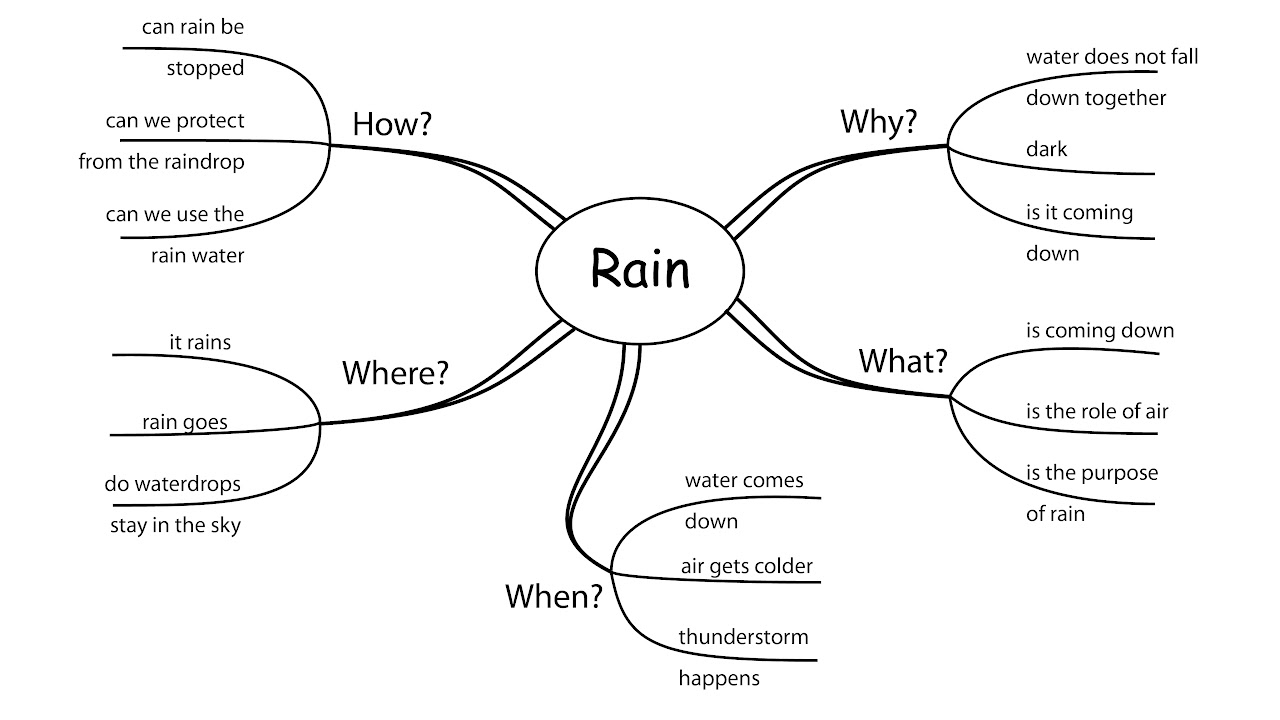 can rain be
stopped
How?
can we protect
from the raindrop
can we use the
rain water
Why?
water does not fall
down together
dark
is it coming
down
Rain
Where?
it rains
rain goes
do waterdrops
stay in the sky
What?
is coming down
is the role of air
is the purpose
of rain
When?
water comes
down
air gets colder
thunderstorm
happens